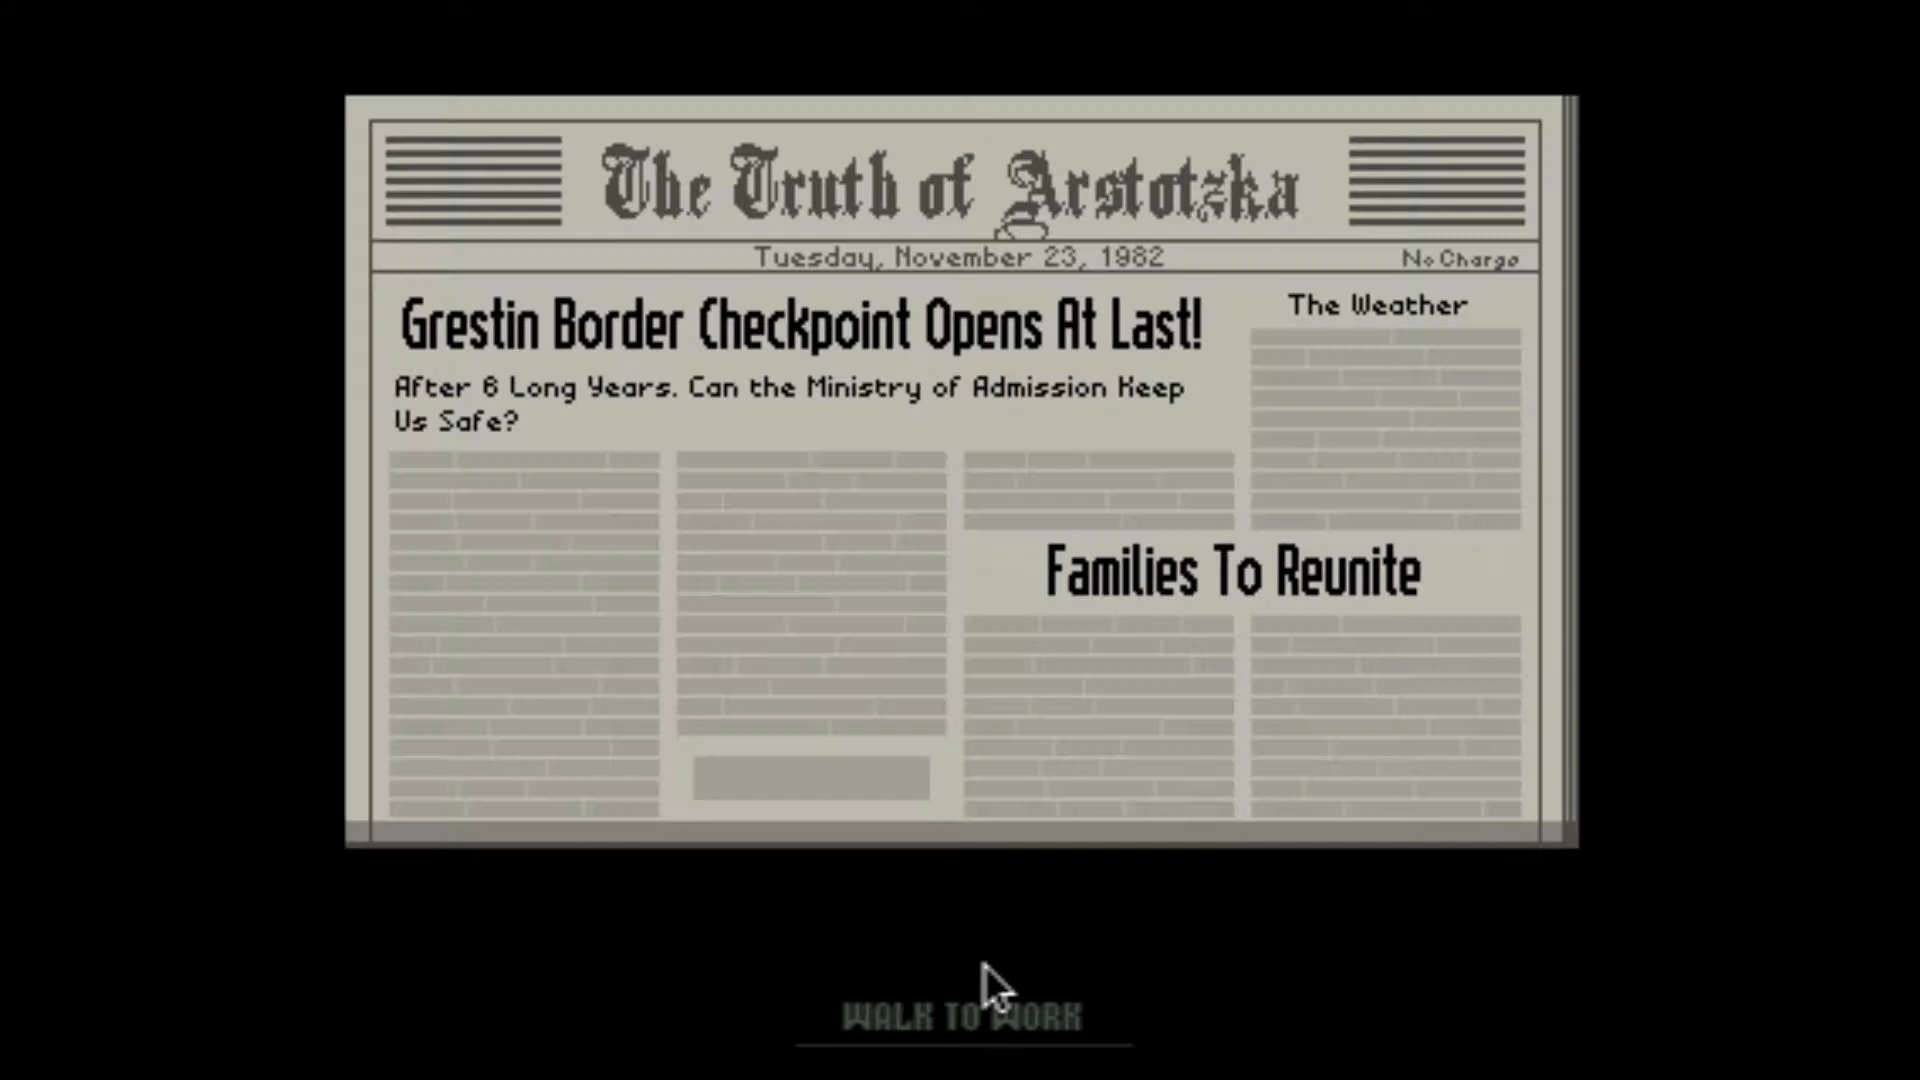 The Truth of Arstotzka
Tuesday, November 23, 1982
No Charge
Grestin Border Checkpoint Opens At Last!
After 6 Long Years. Can the Ministry of Admission Keep
Us Safe?
The Weather
Families To Reunite
WALK TO WORK